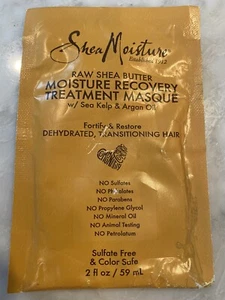 Shea Moisture
Established 1912
RAW SHEA BUTTER
MOISTURE RECOVERY
TREATMENT MASQUE
w/ Sea Kelp & Argan Oil
Fortify & Restore
DEHYDRATED, TRANSITIONING HAIR
NO Sulfates
NO Phthalates
NO Parabens
NO Propylene Glycol
NO Mineral Oil
NO Animal Testing
NO Petrolatum
Sulfate Free
& Color Safe
2 fl oz / 59 mL